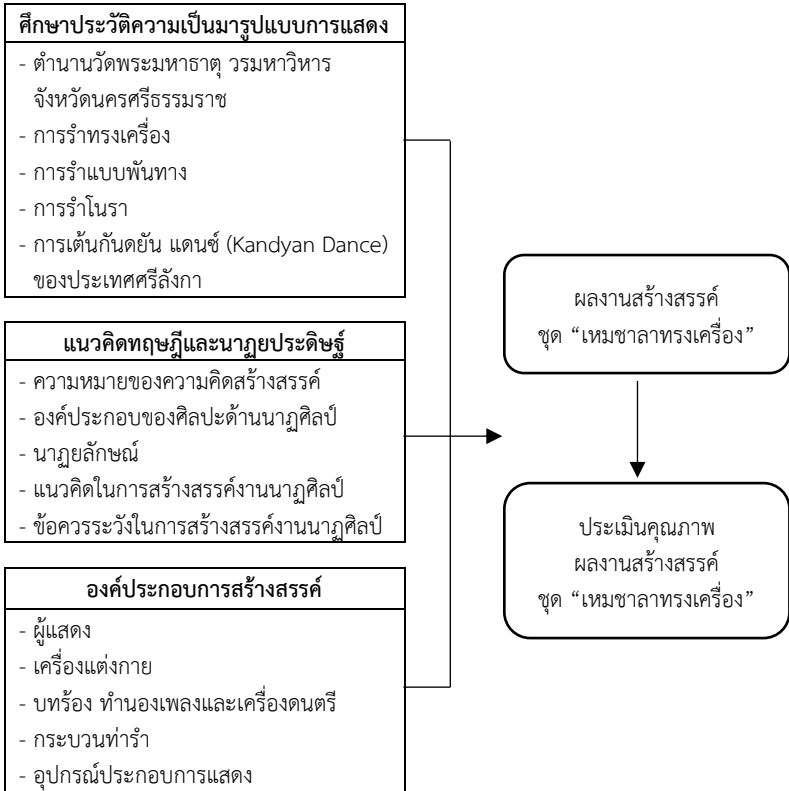 ศึกษาประวัติความเป็นมารูปแบบการแสดง
- ตำนานวัดพระมหาธาตุ วรมหาวิหาร
จังหวัดนครศรีธรรมราช
- การรำทรงเครื่อง
- การรำแบบพันทาง
- การรำโนรา
- การเต้นกันดยัน แดนซ์ (Kandyan Dance)
ของประเทศศรีลังกา
แนวคิดทฤษฎีและนาฏยประดิษฐ์
- ความหมายของความคิดสร้างสรรค์
- องค์ประกอบของศิลปะด้านนาฏศิลป์
- นาฏยลักษณ์
- แนวคิดในการสร้างสรรค์งานนาฏศิลป์
- ข้อควรระวังในการสร้างสรรค์งานนาฏศิลป์
องค์ประกอบการสร้างสรรค์
- ผู้แสดง
- เครื่องแต่งกาย
- บทร้อง ทำนองเพลงและเครื่องดนตรี
- กระบวนท่ารำ
- อุปกรณ์ประกอบการแสดง
ผลงานสร้างสรรค์
ชุด “เหมชาลาทรงเครื่อง”
ประเมินคุณภาพ
ผลงานสร้างสรรค์
ชุด “เหมชาลาทรงเครื่อง”